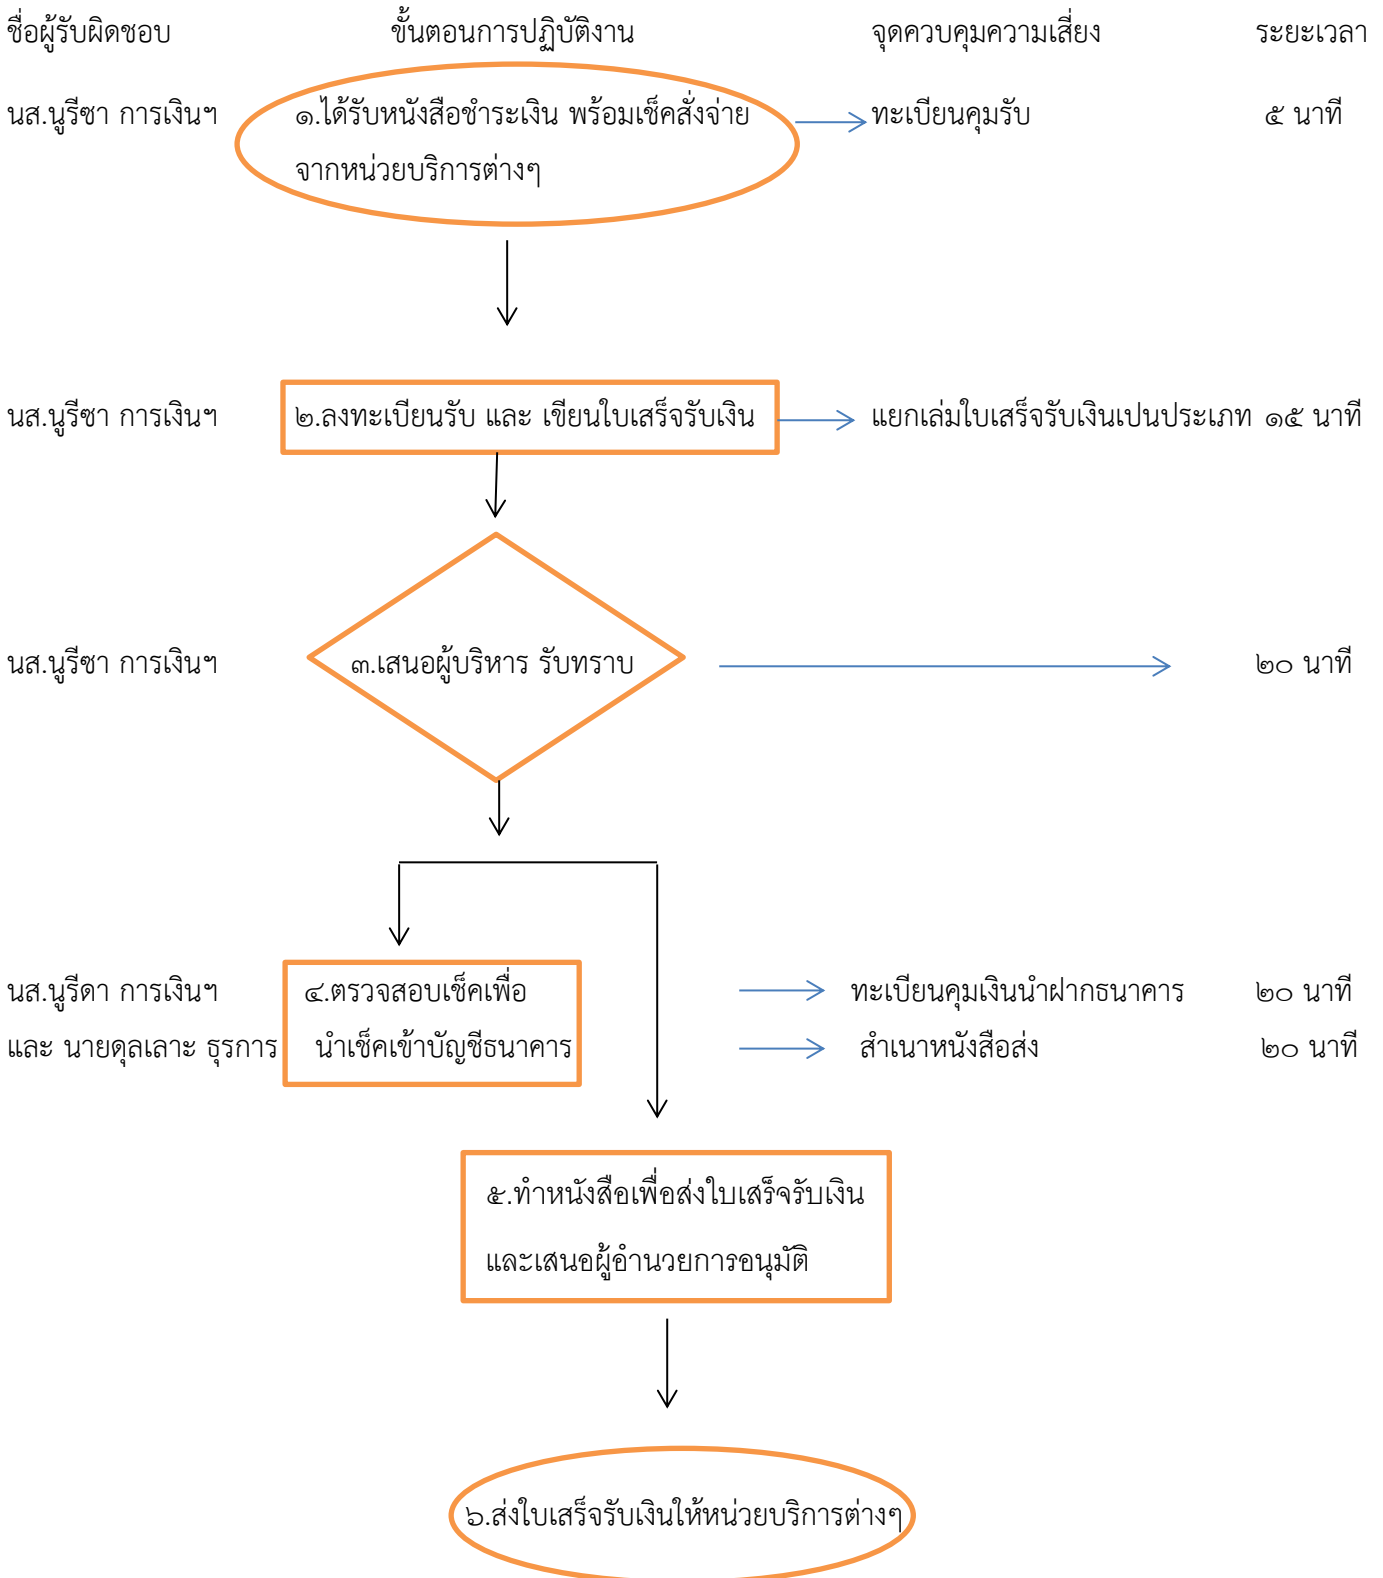 ชื่อผู้รับผิดชอบ ขั้นตอนการปฏิบัติงาน จุดควบคุมความเสี่ยง ระยะเวลา
นส.นูรีซา การเงินฯ ๑.ได้รับหนังสือชำระเงิน พร้อมเช็คสั่งจ่าย ทะเบียนคุมรับ ๕ นาที
จากหน่วยบริการต่างๆ
นส.นูรีซา การเงินฯ ๒.ลงทะเบียนรับ และ เขียนใบเสร็จรับเงิน แยกเล่มใบเสร็จรับเงินเปนประเภท ๑๕ นาที
นส.นูรีซา การเงินฯ ๓.เสนอผู้บริหาร รับทราบ ๒๐ นาที
นส.นูรีดา การเงินฯ ๔.ตรวจสอบเช็คเพื่อ ทะเบียนคุมเงินนำฝากธนาคาร ๒๐ นาที
และ นายดุลเลาะ ธุรการ นำเช็คเข้าบัญชีธนาคาร สำเนาหนังสือส่ง ๒๐ นาที
๕.ทำหนังสือเพื่อส่งใบเสร็จรับเงิน
และเสนอผู้อำนวยการอนุมัติ
๖.ส่งใบเสร็จรับเงินให้หน่วยบริการต่างๆ